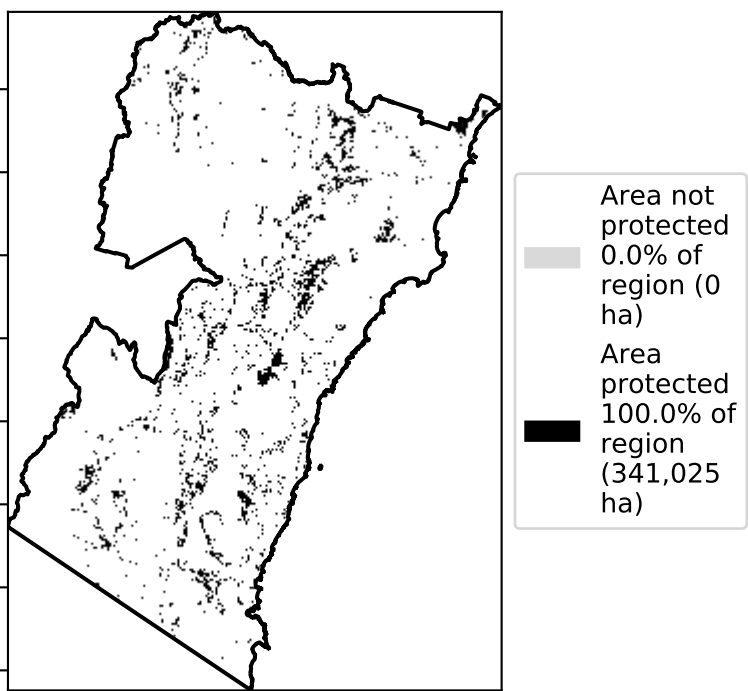 Area not
protected
0.0% of
region (0
ha)
Area
protected
100.0% of
region
(341,025
ha)